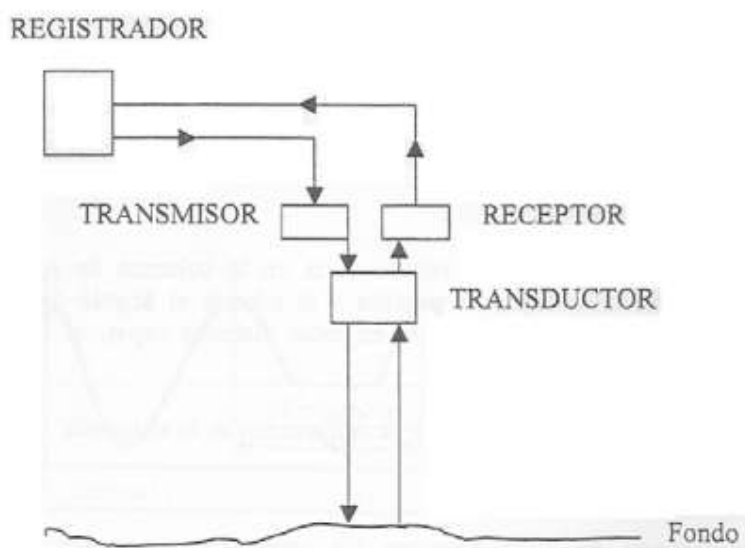 REGISTRADOR
TRANSMISOR
RECEPTOR
TRANSDUCTOR
Fondo